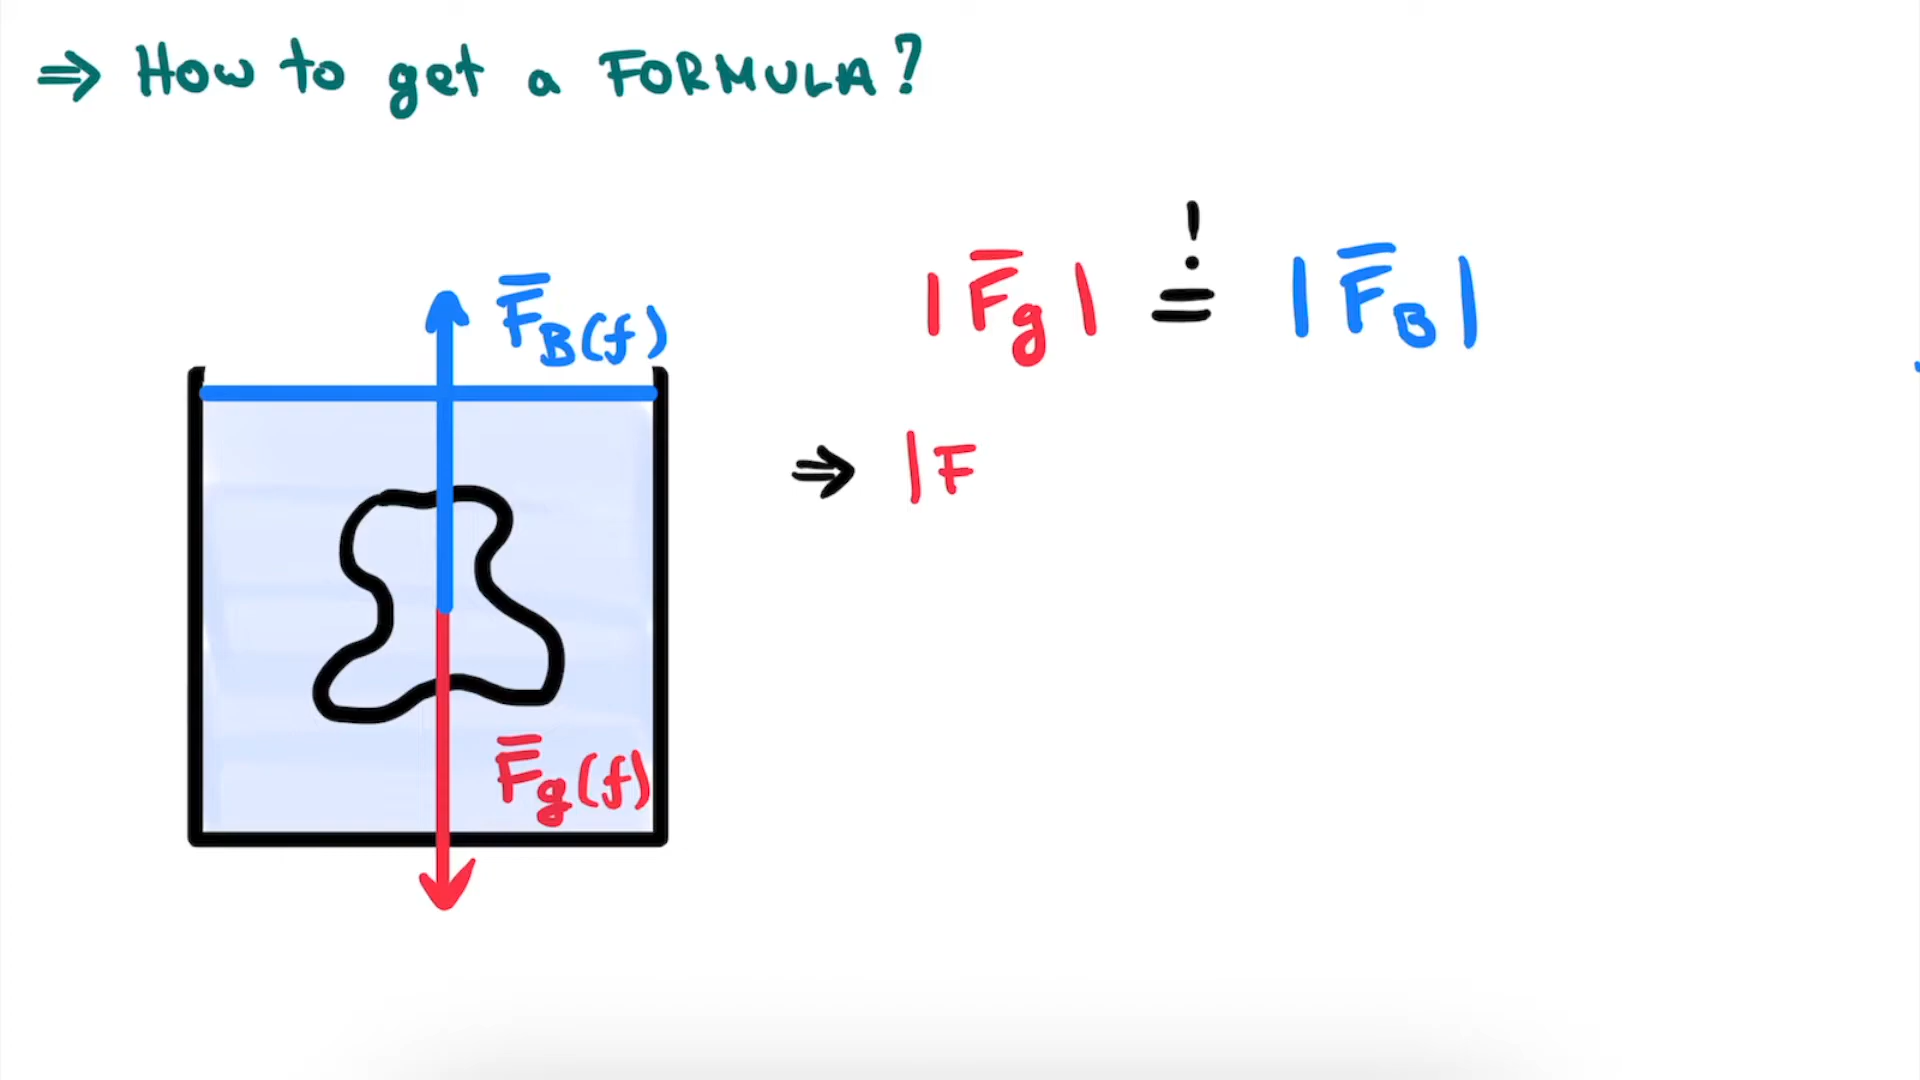 ⇒ How to get a FORMULA?
|F̄g| =! |F̄B|
F̄B(f)
⇒ |F
F̄g(f)